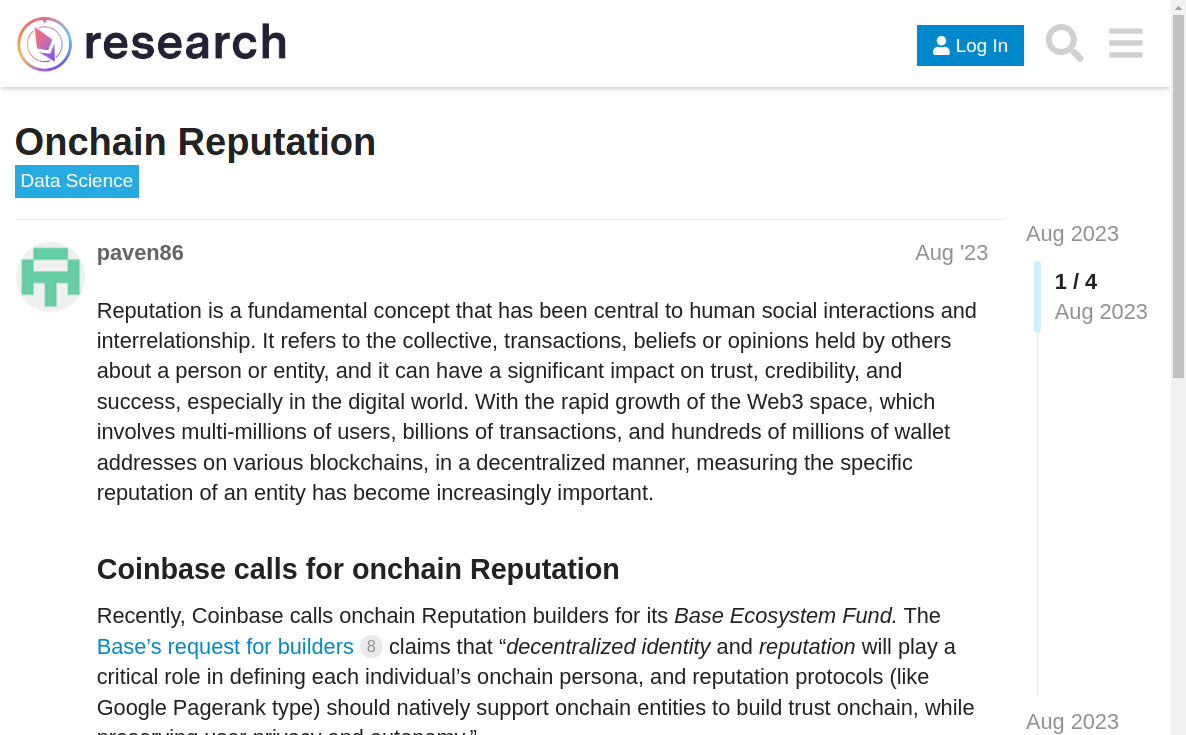 research
Log In
Onchain Reputation
Data Science
paven86
Aug '23
Aug 2023
1 / 4
Aug 2023
Reputation is a fundamental concept that has been central to human social interactions and
interrelationship. It refers to the collective, transactions, beliefs or opinions held by others
about a person or entity, and it can have a significant impact on trust, credibility, and
success, especially in the digital world. With the rapid growth of the Web3 space, which
involves multi-millions of users, billions of transactions, and hundreds of millions of wallet
addresses on various blockchains, in a decentralized manner, measuring the specific
reputation of an entity has become increasingly important.
Coinbase calls for onchain Reputation
Recently, Coinbase calls onchain Reputation builders for its Base Ecosystem Fund. The
Base’s request for builders 8 claims that “decentralized identity and reputation will play a
critical role in defining each individual’s onchain persona, and reputation protocols (like
Google Pagerank type) should natively support onchain entities to build trust onchain, while
preserving user privacy and autonomy.”
Aug 2023